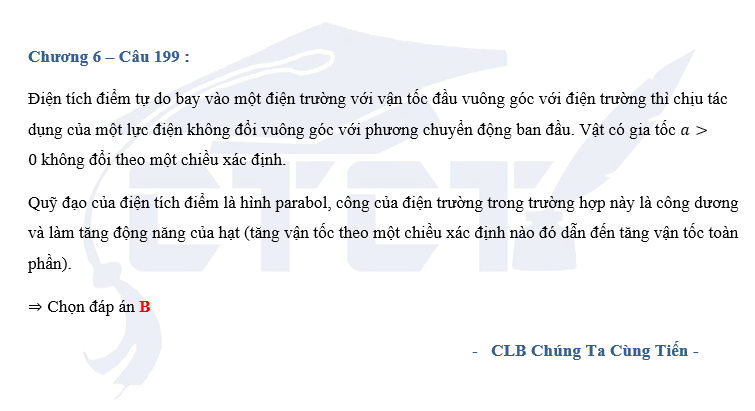 Chương 6 – Câu 199 :
Điện tích điểm tự do bay vào một điện trường với vận tốc đầu vuông góc với điện trường thì chịu tác
dụng của một lực điện không đổi vuông góc với phương chuyển động ban đầu. Vật có gia tốc a >
0 không đổi theo một chiều xác định.
Quỹ đạo của điện tích điểm là hình parabol, công của điện trường trong trường hợp này là công dương
và làm tăng động năng của hạt (tăng vận tốc theo một chiều xác định nào đó dẫn đến tăng vận tốc toàn
phần).
⇒ Chọn đáp án B
- CLB Chúng Ta Cùng Tiến -
CTCT